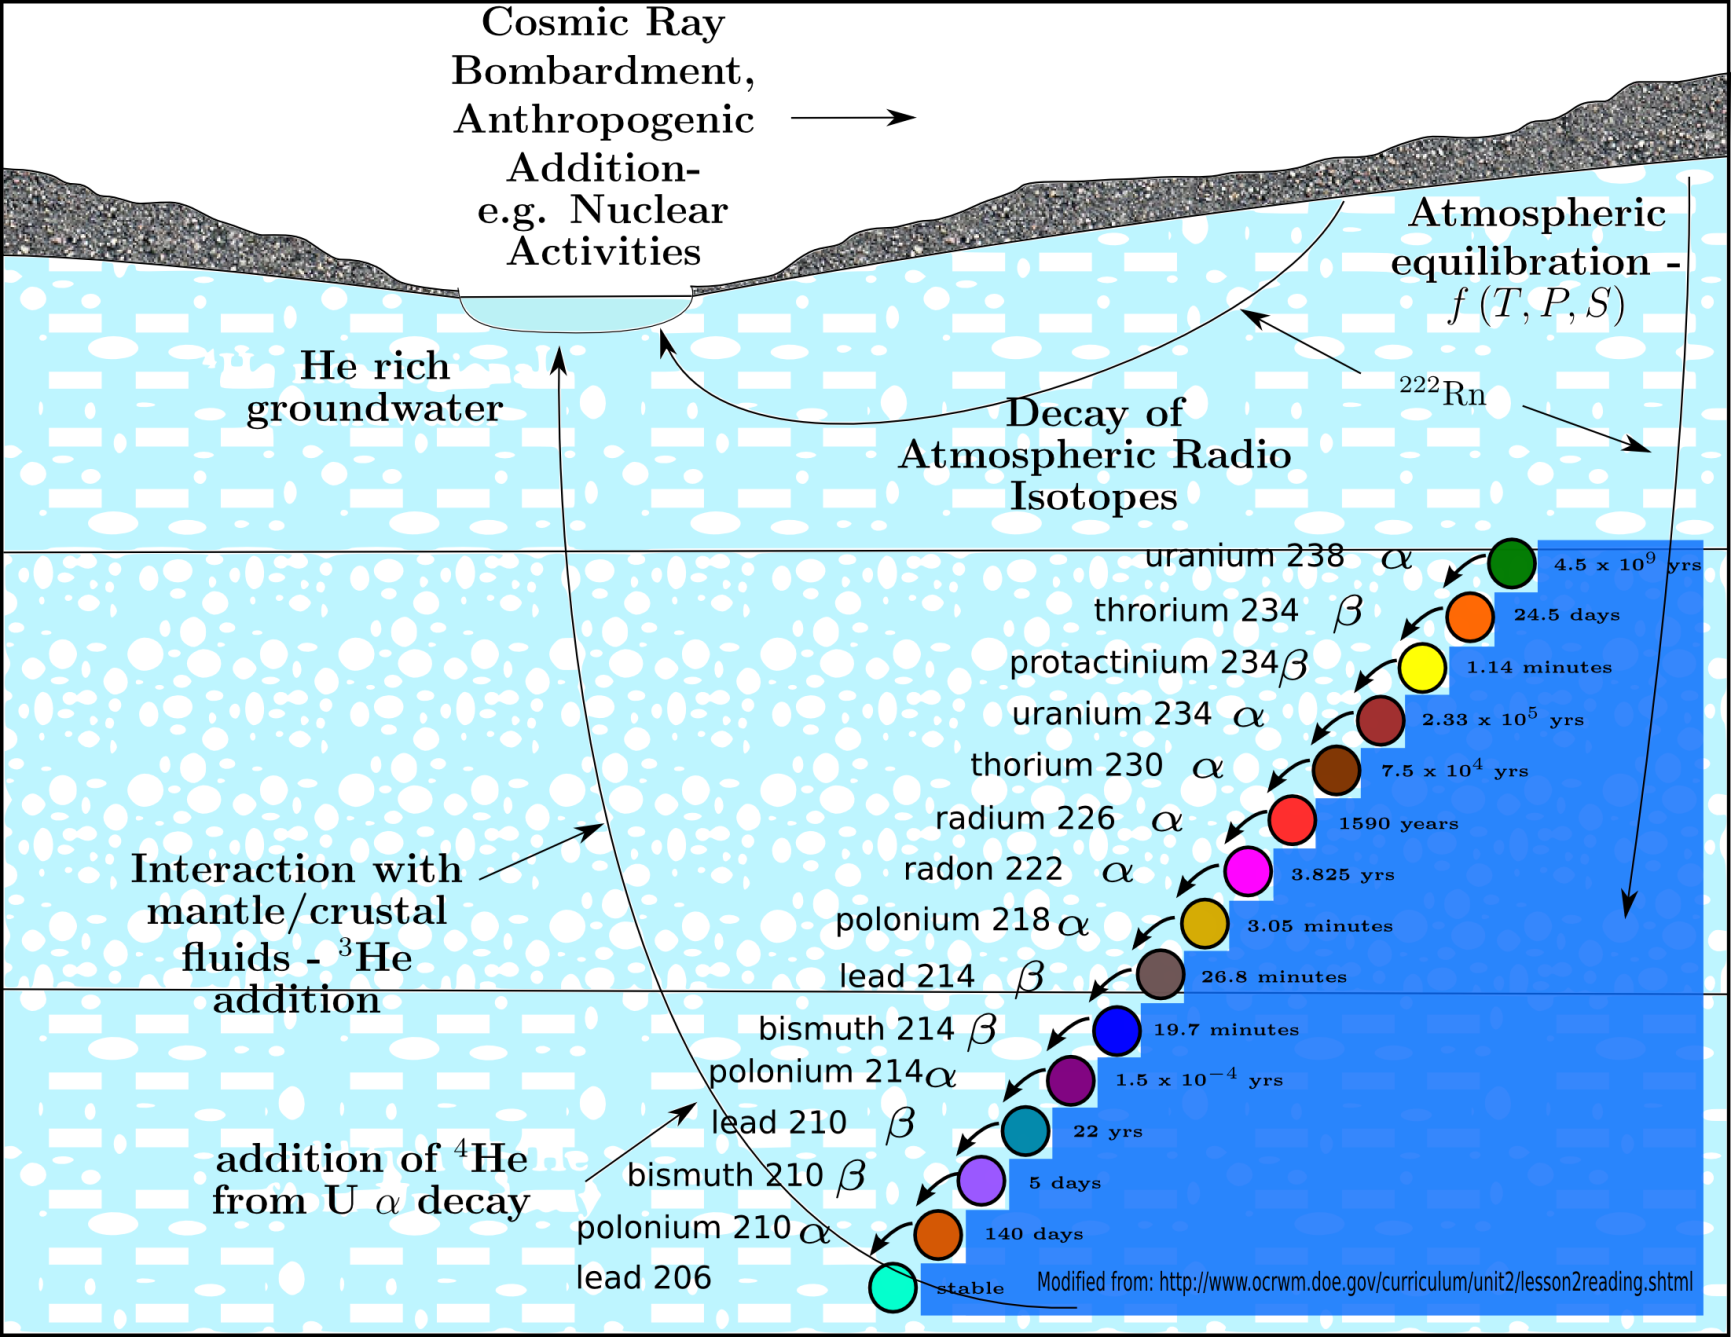 Cosmic Ray
Bombardment,
Anthropogenic
Addition-
e.g. Nuclear
Activities
Atmospheric
equilibration -
f (T, P, S)
He rich
groundwater
²²²Rn
Decay of
Atmospheric Radio
Isotopes
uranium 238 α 4.5 x 10⁹ yrs
throrium 234 β 24.5 days
protactinium 234 β 1.14 minutes
uranium 234 α 2.33 x 10⁵ yrs
thorium 230 α 7.5 x 10⁴ yrs
radium 226 α 1590 years
radon 222 α 3.825 yrs
polonium 218 α 3.05 minutes
lead 214 β 26.8 minutes
bismuth 214 β 19.7 minutes
polonium 214 α 1.5 x 10⁻⁴ yrs
lead 210 β 22 yrs
bismuth 210 β 5 days
polonium 210 α 140 days
lead 206 stable
Interaction with
mantle/crustal
fluids - ³He
addition
addition of ⁴He
from U α decay
Modified from: http://www.ocrwm.doe.gov/curriculum/unit2/lesson2reading.shtml